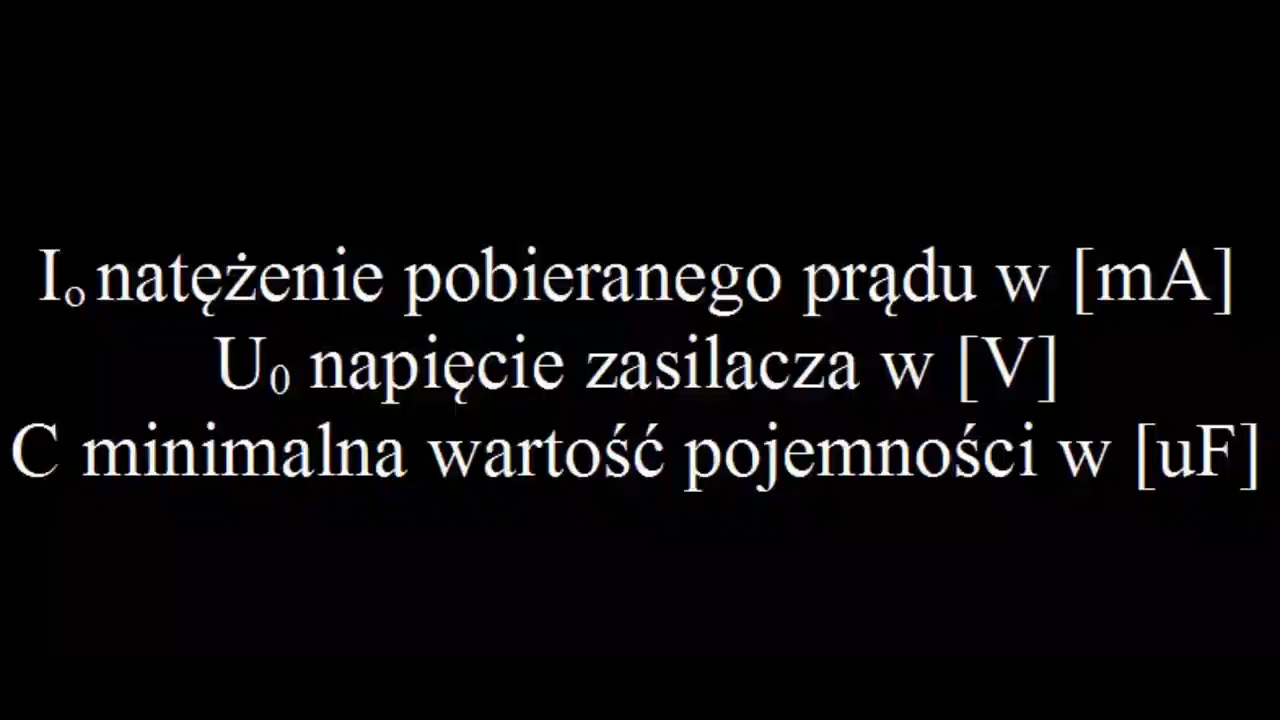 Iₒ natężenie pobieranego prądu w [mA]
U₀ napięcie zasilacza w [V]
C minimalna wartość pojemności w [uF]